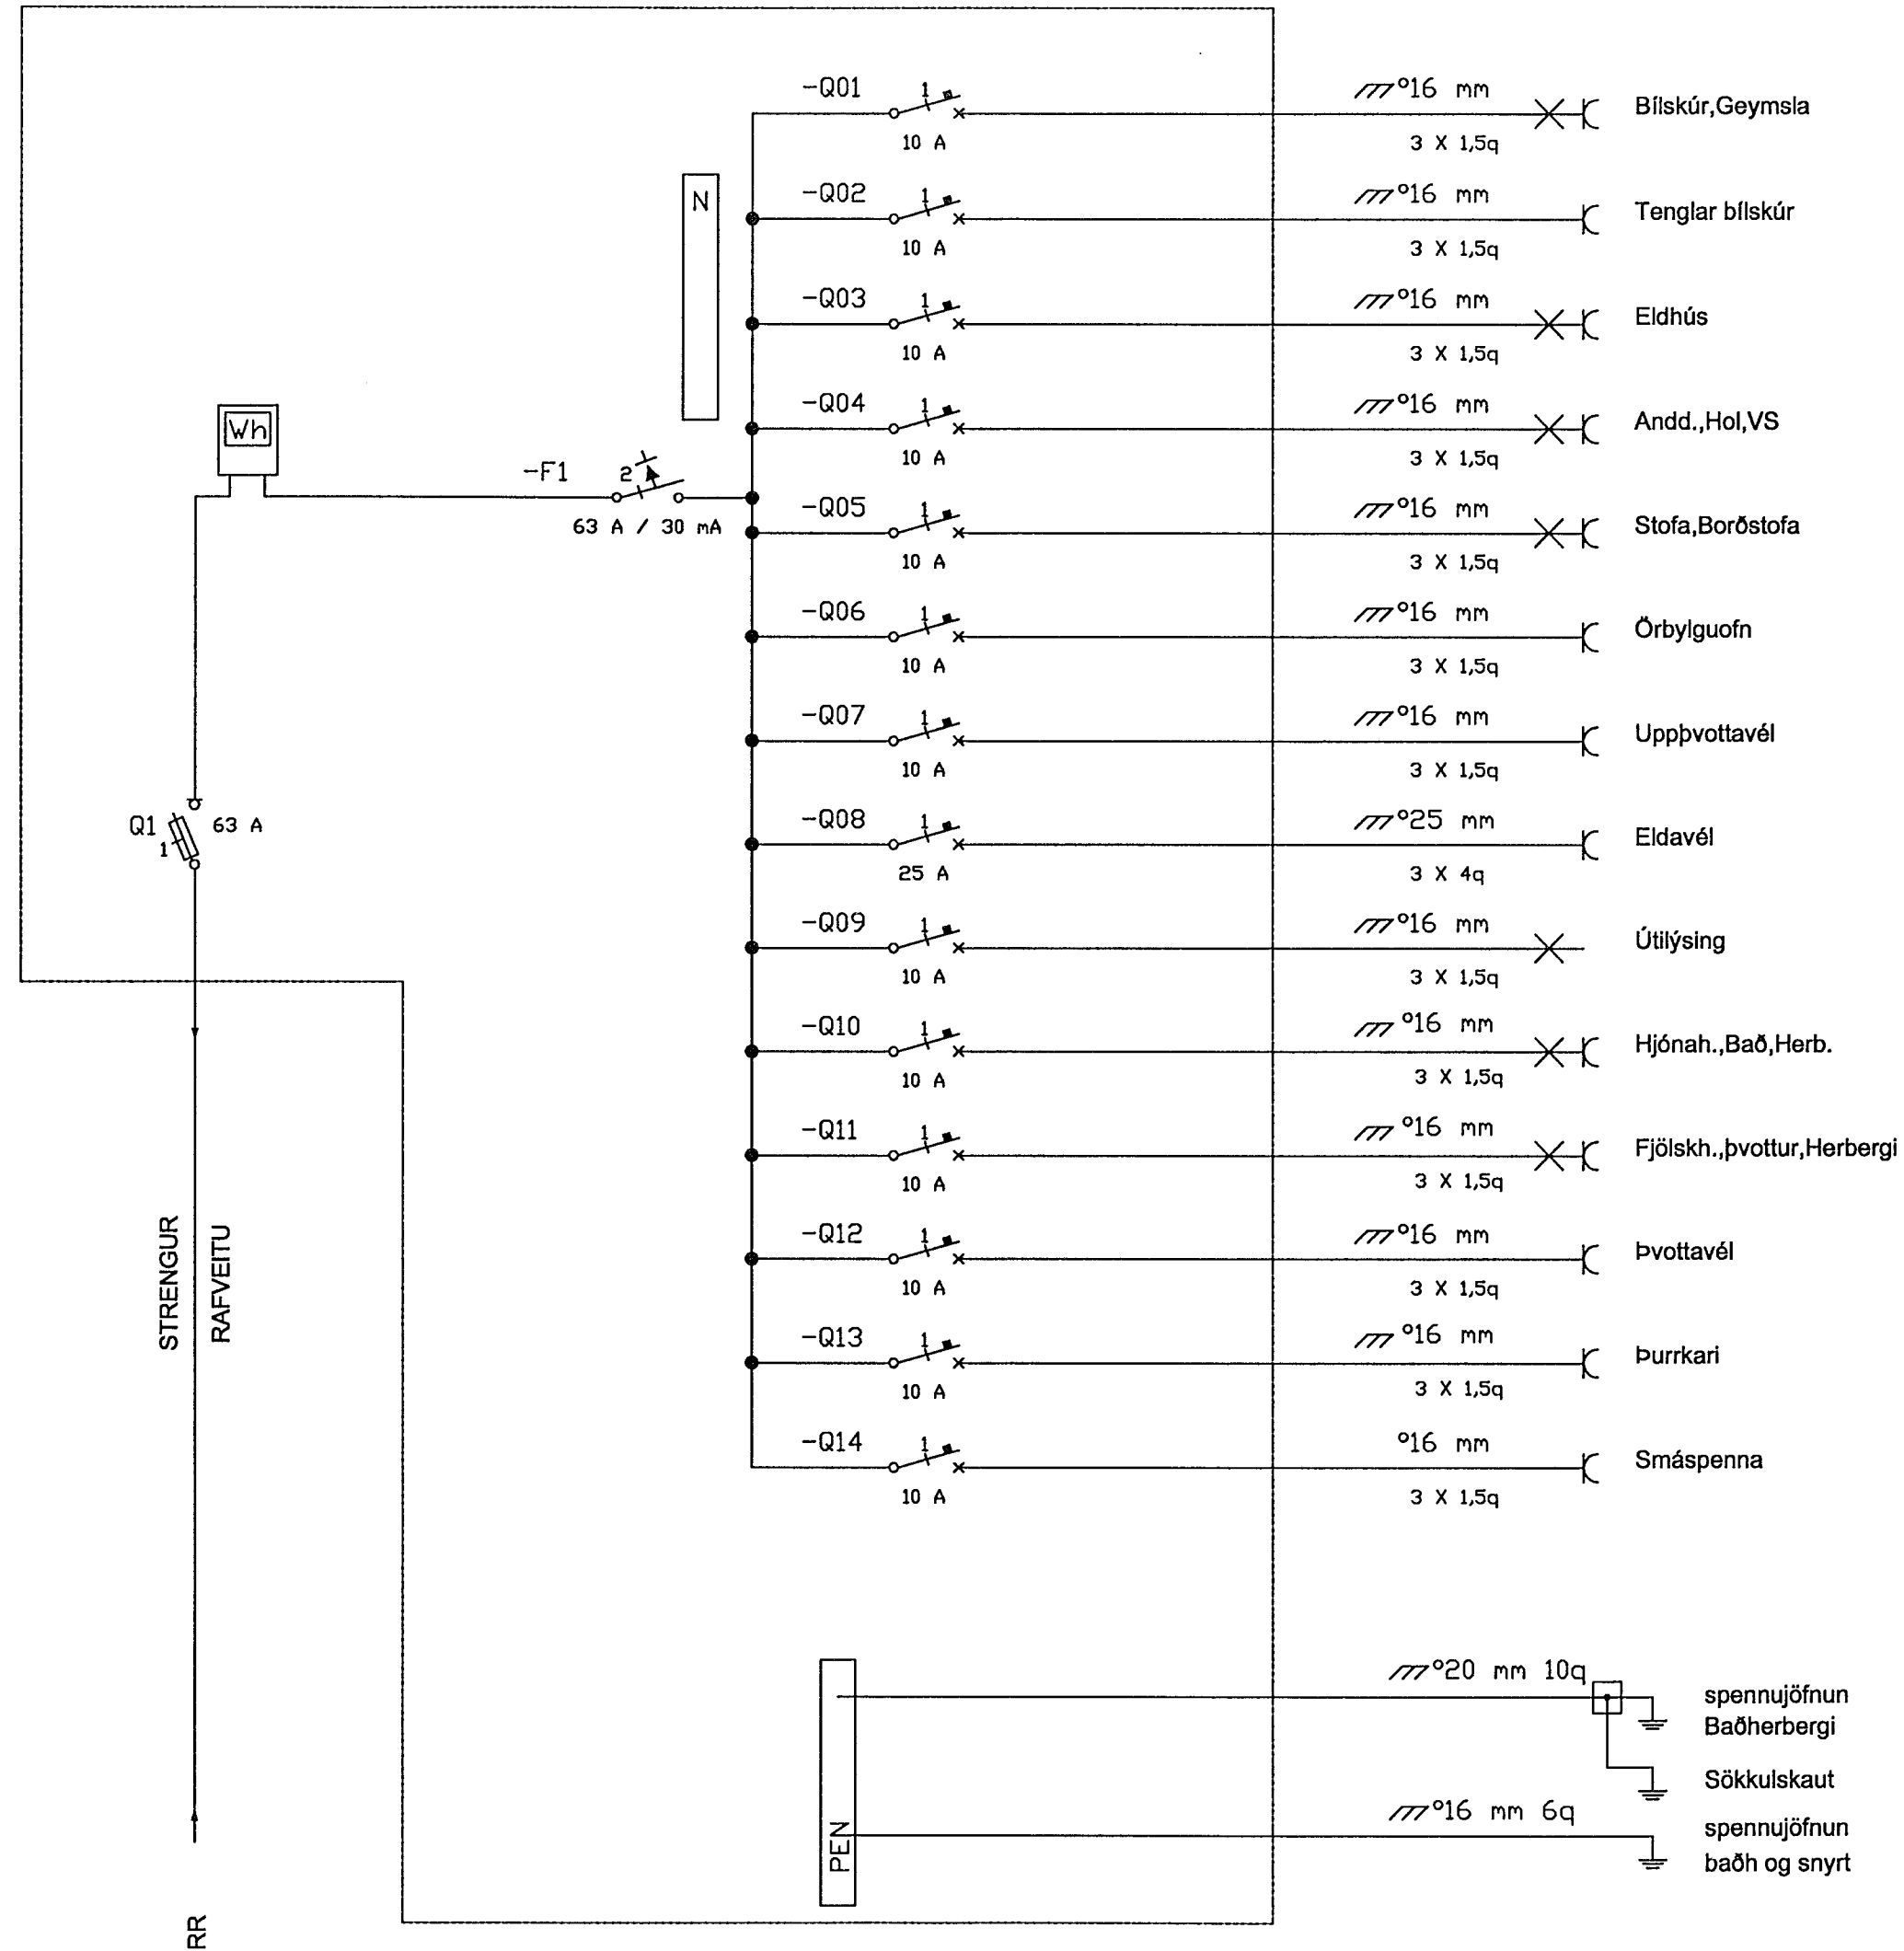 -Q01 1 °16 mm Bílskúr,Geymsla
10 A 3 X 1,5q
-Q02 1 °16 mm Tenglar bílskúr
10 A 3 X 1,5q
N
-Q03 1 °16 mm Eldhús
10 A 3 X 1,5q
-Q04 1 °16 mm Andd.,Hol,VS
10 A 3 X 1,5q
Wh
-F1 2
63 A / 30 mA
-Q05 1 °16 mm Stofa,Borðstofa
10 A 3 X 1,5q
-Q06 1 °16 mm Örbylguofn
10 A 3 X 1,5q
-Q07 1 °16 mm Uppþvottavél
10 A 3 X 1,5q
Q1 1 63 A
-Q08 1 °25 mm Eldavél
25 A 3 X 4q
-Q09 1 °16 mm Útilýsing
10 A 3 X 1,5q
-Q10 1 °16 mm Hjónah.,Bað,Herb.
10 A 3 X 1,5q
-Q11 1 °16 mm Fjölskh.,þvottur,Herbergi
10 A 3 X 1,5q
-Q12 1 °16 mm Þvottavél
10 A 3 X 1,5q
STRENGUR
RAFVEITU
-Q13 1 °16 mm Þurrkari
10 A 3 X 1,5q
-Q14 1 °16 mm Smáspenna
10 A 3 X 1,5q
°20 mm 10q spennujöfnun
Baðherbergi
Sökkulskaut
PEN
°16 mm 6q spennujöfnun
baðh og snyrt
RR